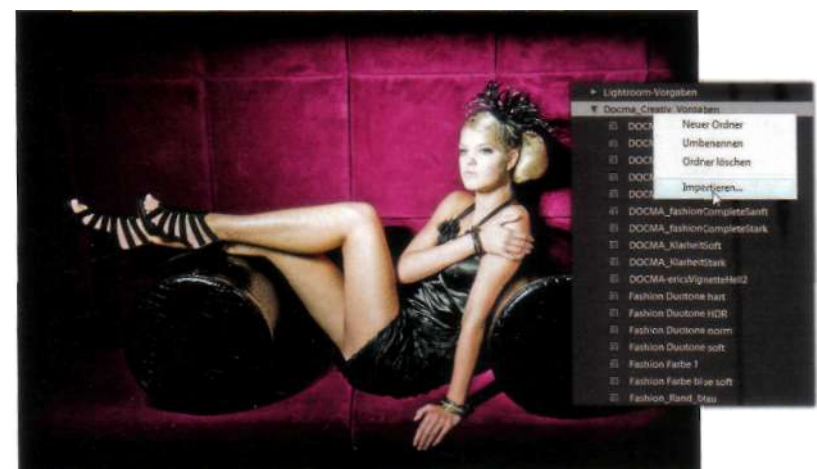 Lightroom-Vorgaben
Docma_Creativ_Vorgaben
Neuer Ordner
Umbenennen
Ordner löschen
Importieren...
DOCMA_fashionCompleteSanft
DOCMA_fashionCompleteStark
DOCMA_KlarheitSoft
DOCMA_KlarheitStark
DOCMA-ericsVignetteHell2
Fashion Duotone hart
Fashion Duotone HDR
Fashion Duotone norm
Fashion Duotone soft
Fashion Farbe 1
Fashion Farbe blue soft
Fashion_Rand_blau